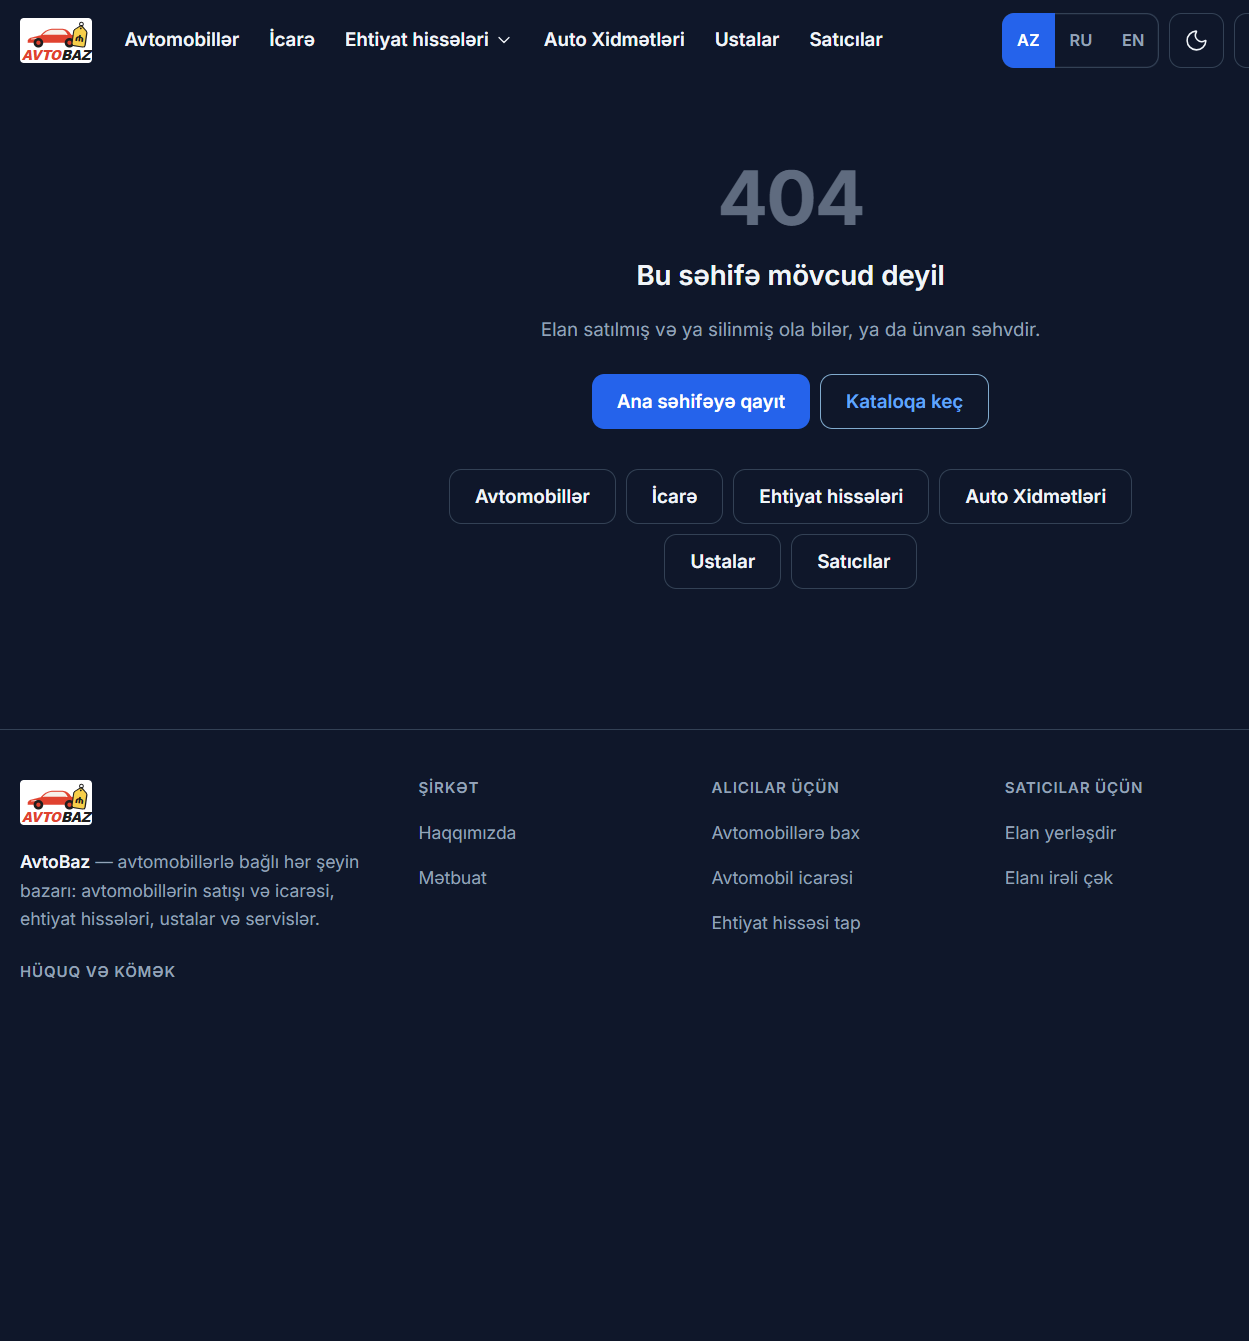 AVTOBAZ
Avtomobillər
İcarə
Ehtiyat hissələri
Auto Xidmətləri
Ustalar
Satıcılar
AZ
RU
EN
404
Bu səhifə mövcud deyil
Elan satılmış və ya silinmiş ola bilər, ya da ünvan səhvdir.
Ana səhifəyə qayıt
Kataloqa keç
Avtomobillər
İcarə
Ehtiyat hissələri
Auto Xidmətləri
Ustalar
Satıcılar
AVTOBAZ
AvtoBaz — avtomobillərlə bağlı hər şeyin
bazarı: avtomobillərin satışı və icarəsi,
ehtiyat hissələri, ustalar və servislər.
HÜQUQ VƏ KÖMƏK
ŞİRKƏT
Haqqımızda
Mətbuat
ALICILAR ÜÇÜN
Avtomobillərə bax
Avtomobil icarəsi
Ehtiyat hissəsi tap
SATICILAR ÜÇÜN
Elan yerləşdir
Elanı irəli çək